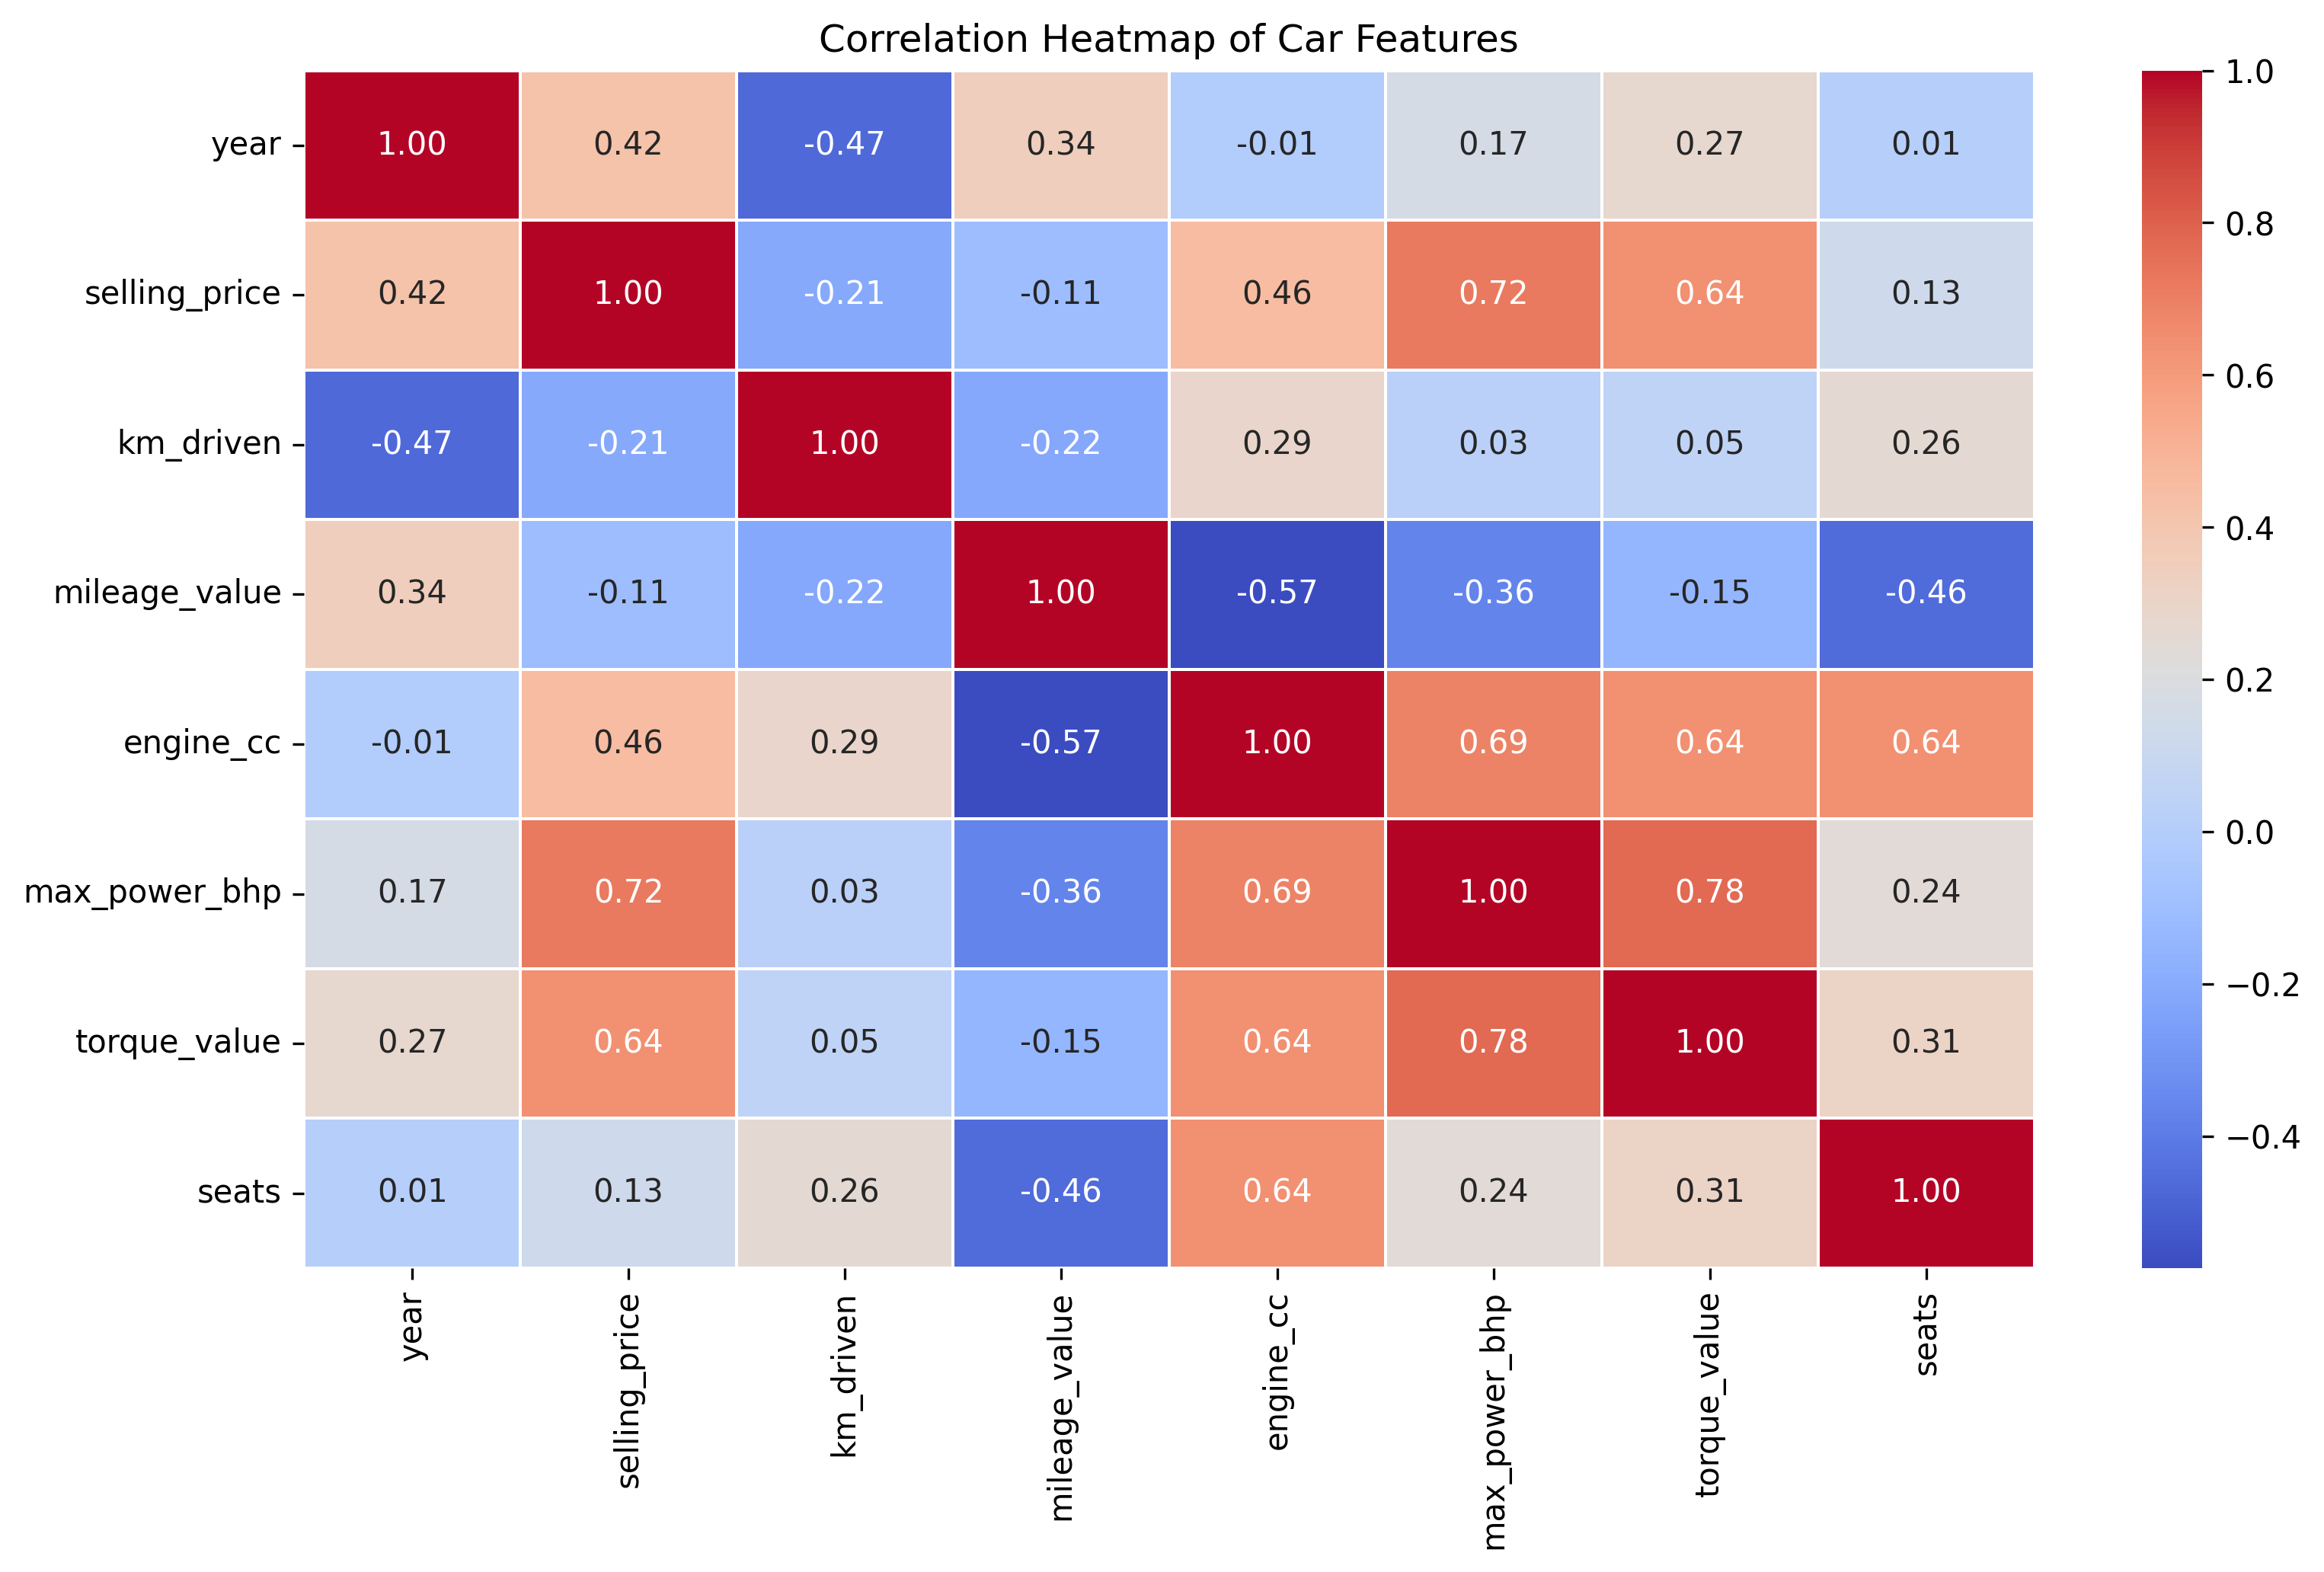 Correlation Heatmap of Car Features
year 1.00 0.42 -0.47 0.34 -0.01 0.17 0.27 0.01
selling_price 0.42 1.00 -0.21 -0.11 0.46 0.72 0.64 0.13
km_driven -0.47 -0.21 1.00 -0.22 0.29 0.03 0.05 0.26
mileage_value 0.34 -0.11 -0.22 1.00 -0.57 -0.36 -0.15 -0.46
engine_cc -0.01 0.46 0.29 -0.57 1.00 0.69 0.64 0.64
max_power_bhp 0.17 0.72 0.03 -0.36 0.69 1.00 0.78 0.24
torque_value 0.27 0.64 0.05 -0.15 0.64 0.78 1.00 0.31
seats 0.01 0.13 0.26 -0.46 0.64 0.24 0.31 1.00
year selling_price km_driven mileage_value engine_cc max_power_bhp torque_value seats
1.0
0.8
0.6
0.4
0.2
0.0
−0.2
−0.4